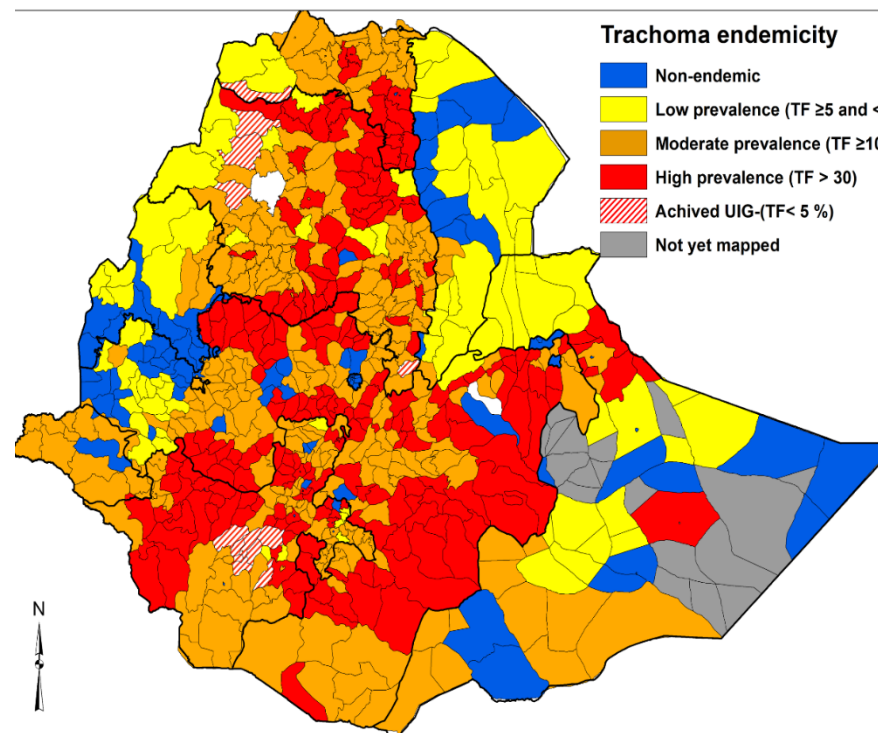 Trachoma endemicity
Non-endemic
Low prevalence (TF ≥5 and <
Moderate prevalence (TF ≥10
High prevalence (TF > 30)
Achived UIG-(TF< 5 %)
Not yet mapped
N